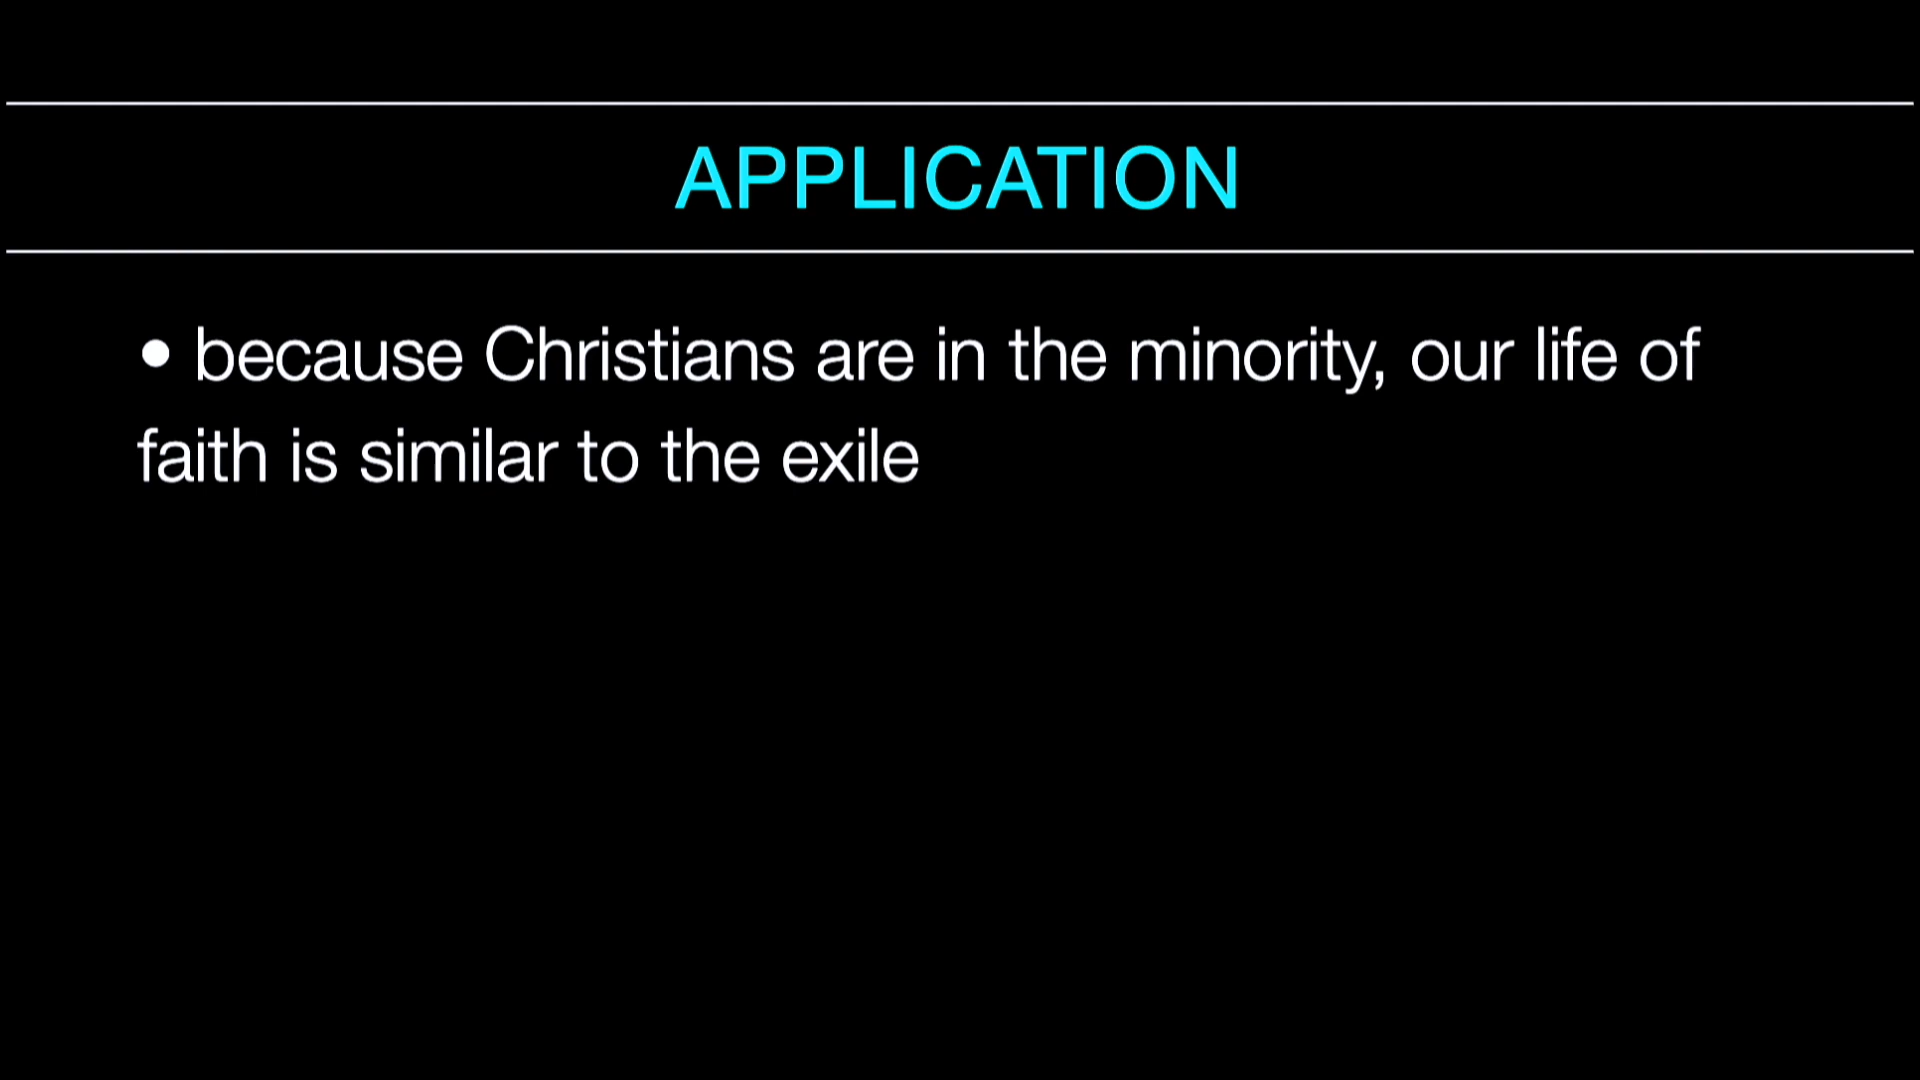 APPLICATION
• because Christians are in the minority, our life of
faith is similar to the exile